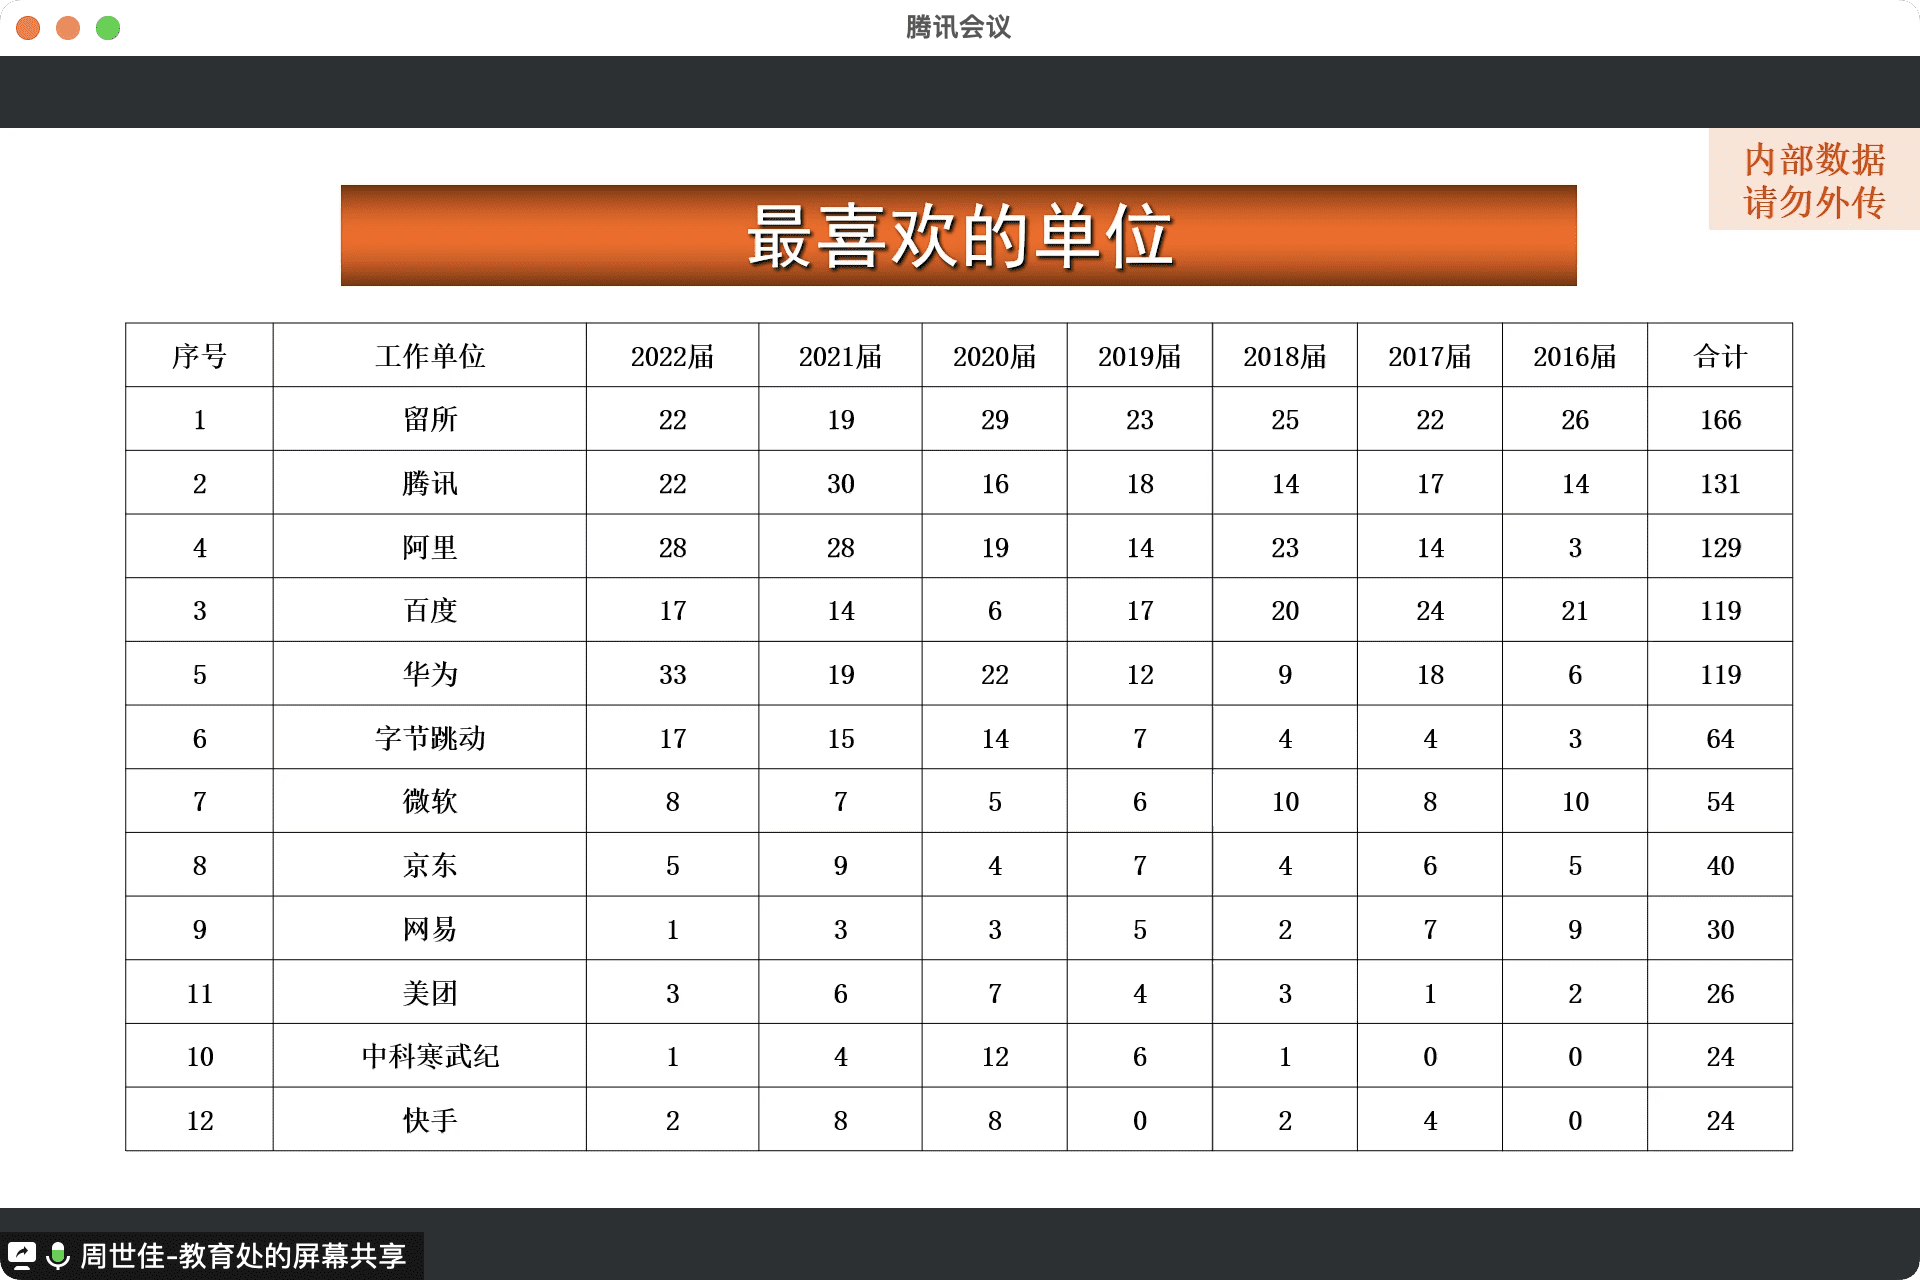 腾讯会议
内部数据
请勿外传
最喜欢的单位
序号 工作单位 2022届 2021届 2020届 2019届 2018届 2017届 2016届 合计
1 留所 22 19 29 23 25 22 26 166
2 腾讯 22 30 16 18 14 17 14 131
4 阿里 28 28 19 14 23 14 3 129
3 百度 17 14 6 17 20 24 21 119
5 华为 33 19 22 12 9 18 6 119
6 字节跳动 17 15 14 7 4 4 3 64
7 微软 8 7 5 6 10 8 10 54
8 京东 5 9 4 7 4 6 5 40
9 网易 1 3 3 5 2 7 9 30
11 美团 3 6 7 4 3 1 2 26
10 中科寒武纪 1 4 12 6 1 0 0 24
12 快手 2 8 8 0 2 4 0 24
周世佳-教育处的屏幕共享